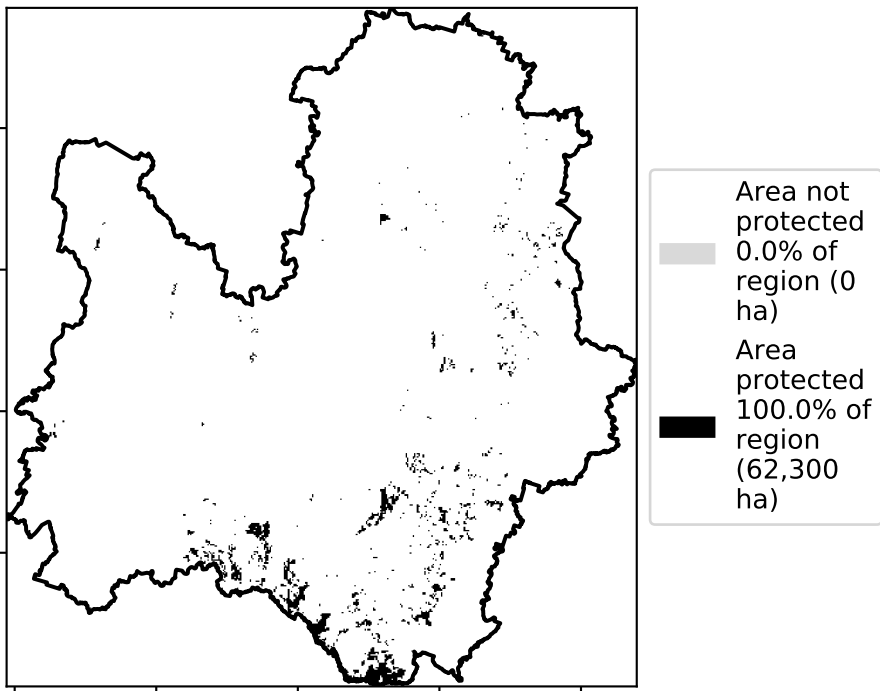 Area not
protected
0.0% of
region (0
ha)
Area
protected
100.0% of
region
(62,300
ha)